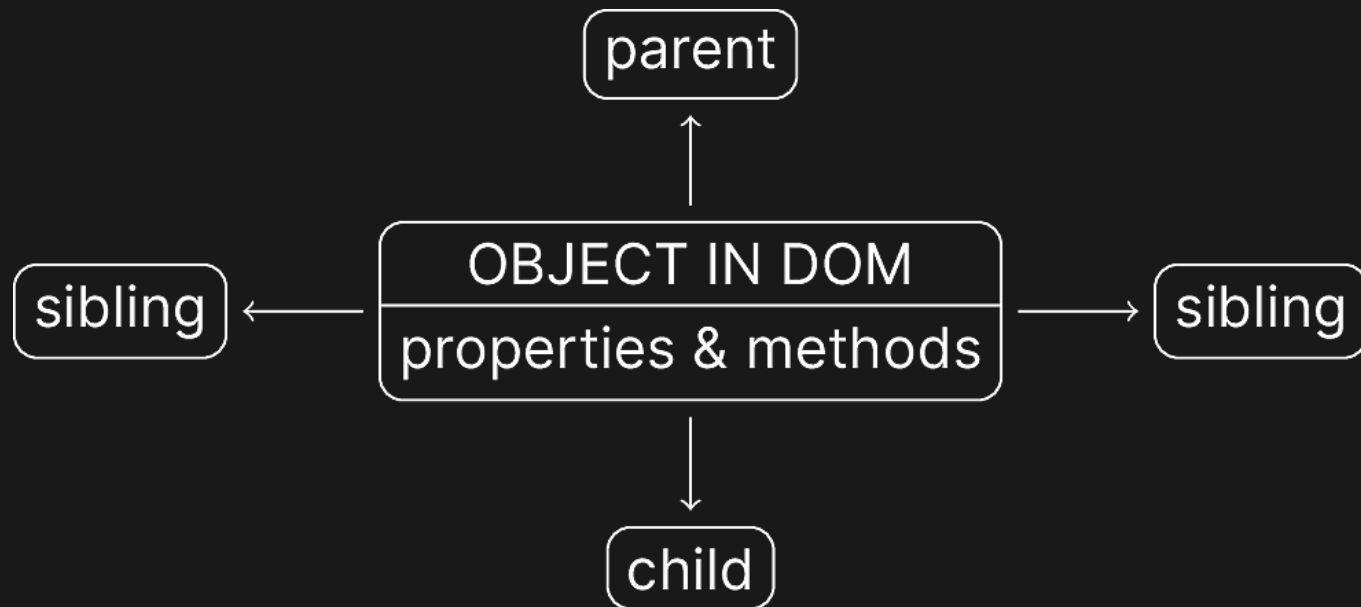 parent
OBJECT IN DOM
sibling
sibling
properties & methods
child